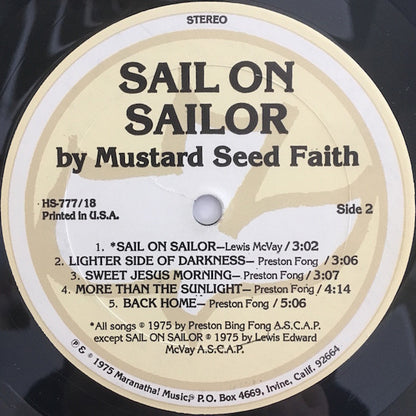 STEREO
SAIL ON
SAILOR
by Mustard Seed Faith
HS-777/18
Printed in U.S.A.
Side 2
1. *SAIL ON SAILOR—Lewis McVay / 3:02
2. LIGHTER SIDE OF DARKNESS— Preston Fong / 3:06
3. SWEET JESUS MORNING— Preston Fong / 3:07
4. MORE THAN THE SUNLIGHT— Preston Fong / 4:14
5. BACK HOME— Preston Fong / 5:06
*All songs ℗ 1975 by Preston Bing Fong A.S.C.A.P.
except SAIL ON SAILOR ℗ 1975 by Lewis Edward
McVay A.S.C.A.P.
℗ & © 1975 Maranatha! Music, P.O. Box 4669, Irvine, Calif. 92664